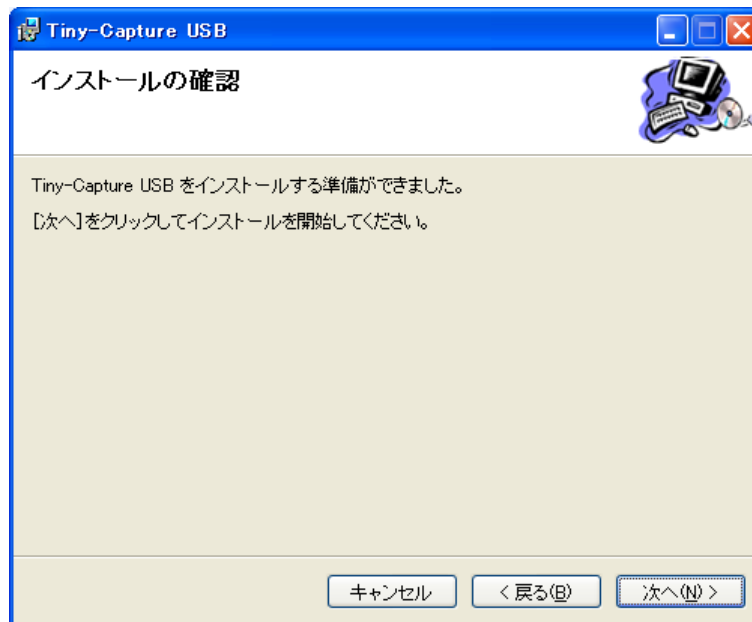 Tiny-Capture USB
インストールの確認
Tiny-Capture USB をインストールする準備ができました。
[次へ]をクリックしてインストールを開始してください。
キャンセル
< 戻る(B)
次へ(N) >